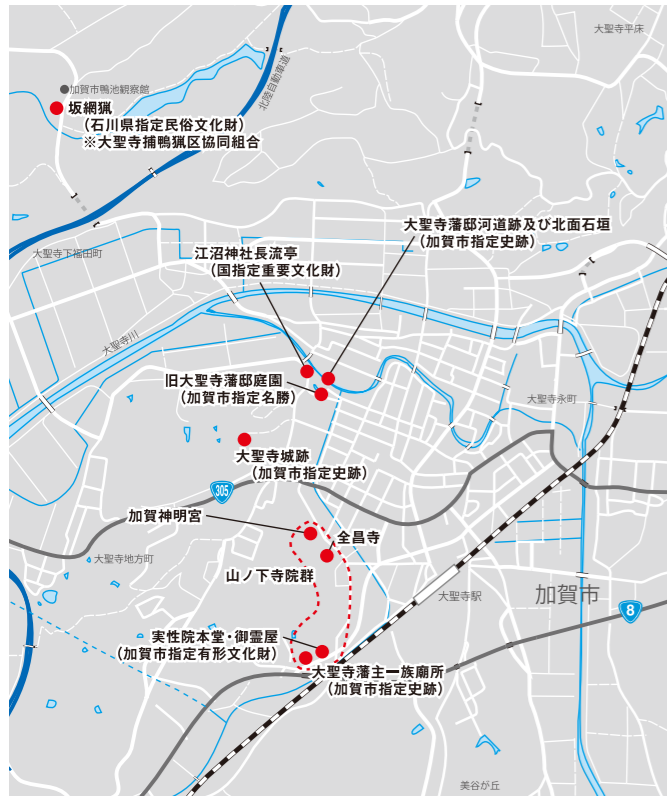 大聖寺平床
加賀市鴨池観察館
坂網猟
(石川県指定民俗文化財)
※大聖寺捕鴨猟区協同組合
北陸自動車道
大聖寺藩邸河道跡及び北面石垣
(加賀市指定史跡)
江沼神社長流亭
(国指定重要文化財)
大聖寺下福田町
大聖寺川
旧大聖寺藩邸庭園
(加賀市指定名勝)
大聖寺永町
大聖寺城跡
(加賀市指定史跡)
305
加賀神明宮
全昌寺
大聖寺地方町
山ノ下寺院群
大聖寺駅
加賀市
8
実性院本堂・御霊屋
(加賀市指定有形文化財)
大聖寺藩主一族廟所
(加賀市指定史跡)
美谷が丘